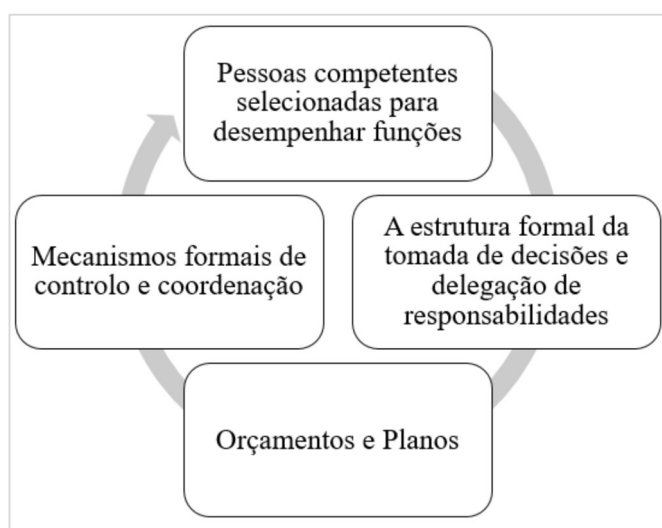 Pessoas competentes
selecionadas para
desempenhar funções
A estrutura formal da
tomada de decisões e
delegação de
responsabilidades
Orçamentos e Planos
Mecanismos formais de
controlo e coordenação